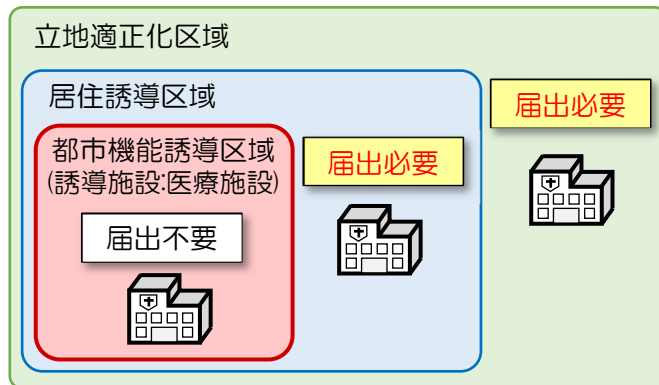 立地適正化区域
居住誘導区域
届出必要
都市機能誘導区域
(誘導施設:医療施設)
届出必要
届出不要